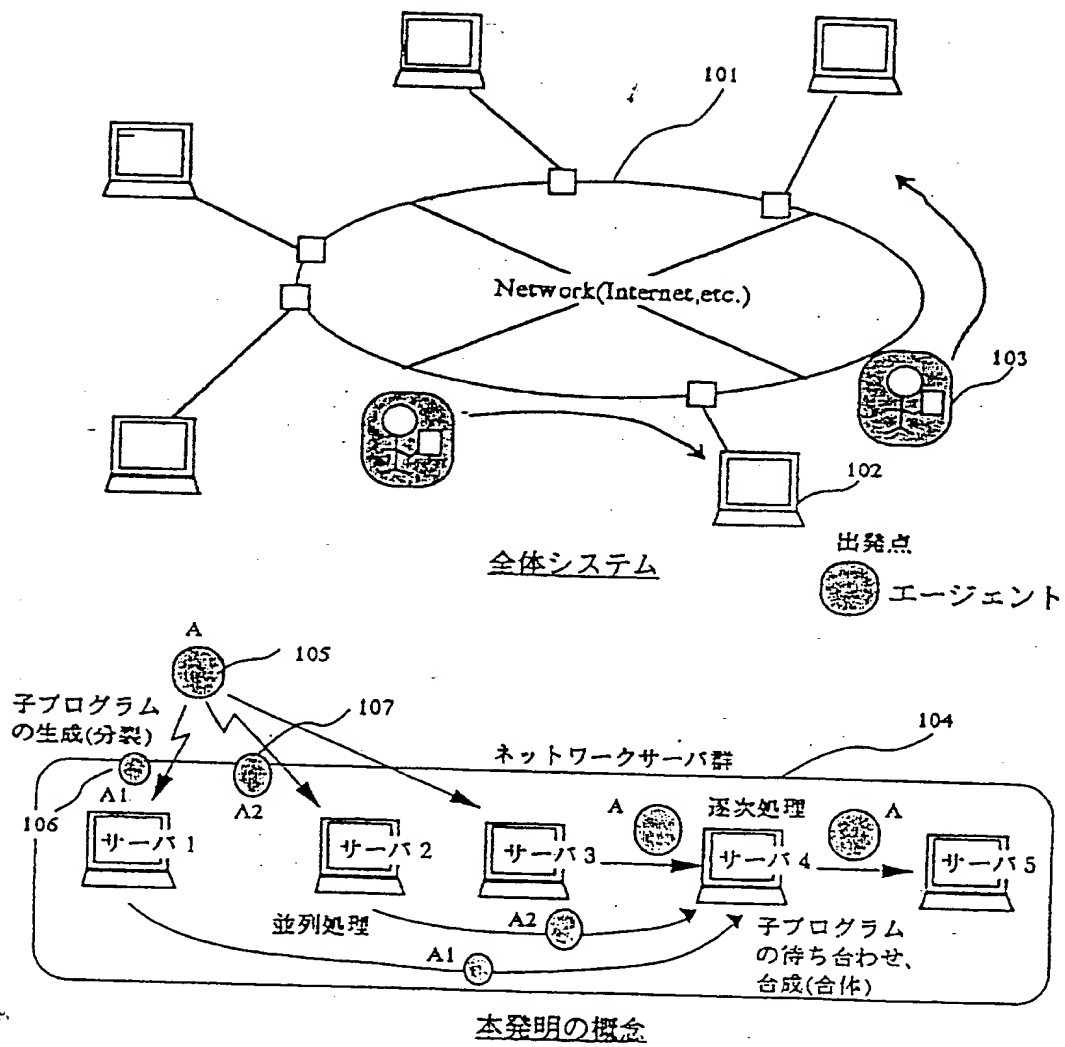 101
Network(Internet,etc.)
103
102
全体システム
出発点
エージェント
A
105
子プログラム
の生成(分裂)
107
104
ネットワークサーバ群
106
A1
A2
サーバ 1
サーバ 2
サーバ 3
A
逐次処理
サーバ 4
A
サーバ 5
並列処理
A2
A1
子プログラム
の待ち合わせ、
台成(合作)
本発明の概念